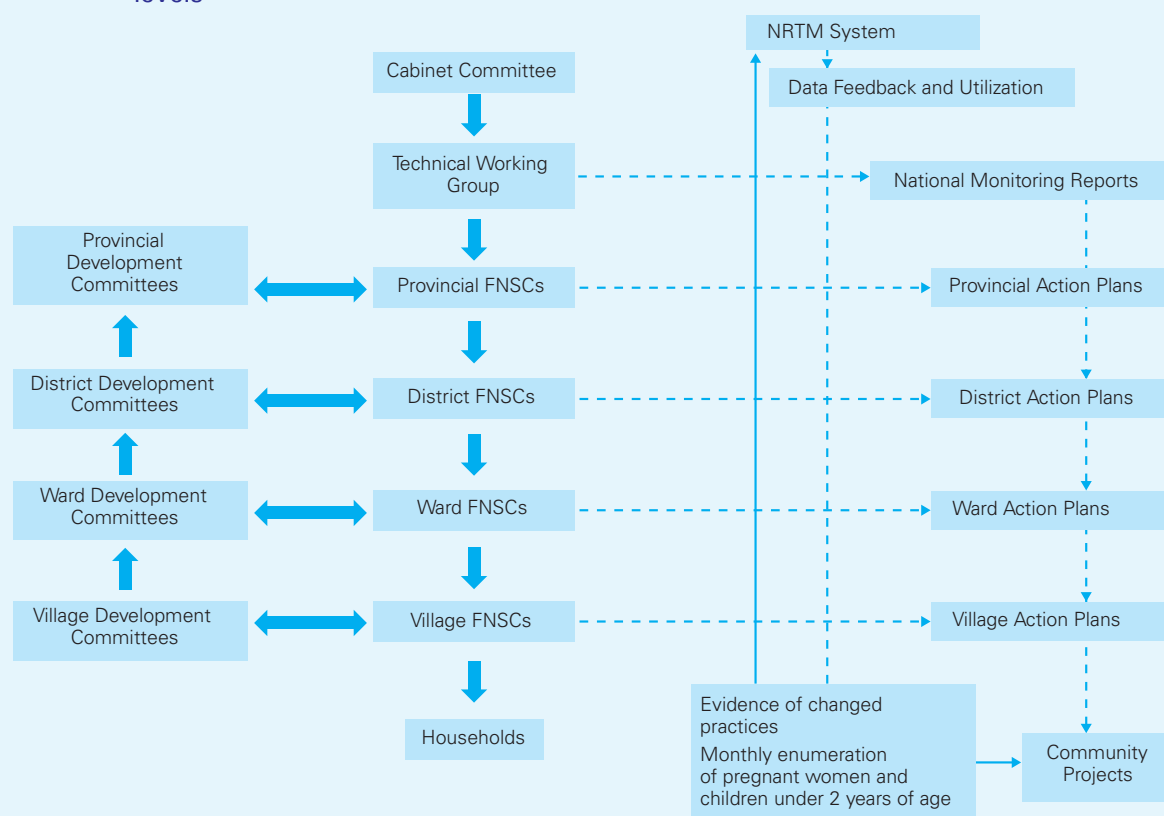 levels
NRTM System
Cabinet Committee
Data Feedback and Utilization
Technical Working
Group
National Monitoring Reports
Provincial
Development
Committees
Provincial FNSCs
Provincial Action Plans
District Development
Committees
District FNSCs
District Action Plans
Ward Development
Committees
Ward FNSCs
Ward Action Plans
Village Development
Committees
Village FNSCs
Village Action Plans
Households
Evidence of changed
practices
Monthly enumeration
of pregnant women and
children under 2 years of age
Community
Projects